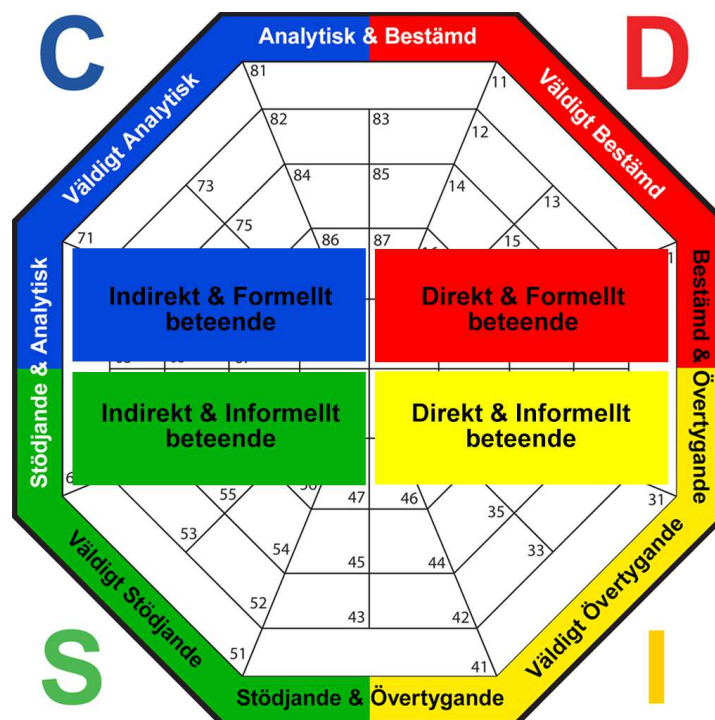 C
Analytisk & Bestämd
D
Väldigt Analytisk
Väldigt Bestämd
81
11
82
83
12
73
84
85
14
13
75
15
71
86
87
Stödjande & Analytisk
Indirekt & Formellt
beteende
Direkt & Formellt
beteende
Bestämd & Övertygande
Indirekt & Informellt
beteende
Direkt & Informellt
beteende
55
47
46
31
53
54
45
44
35
33
52
43
42
51
41
Väldigt Stödjande
Väldigt Övertygande
S
Stödjande & Övertygande
I